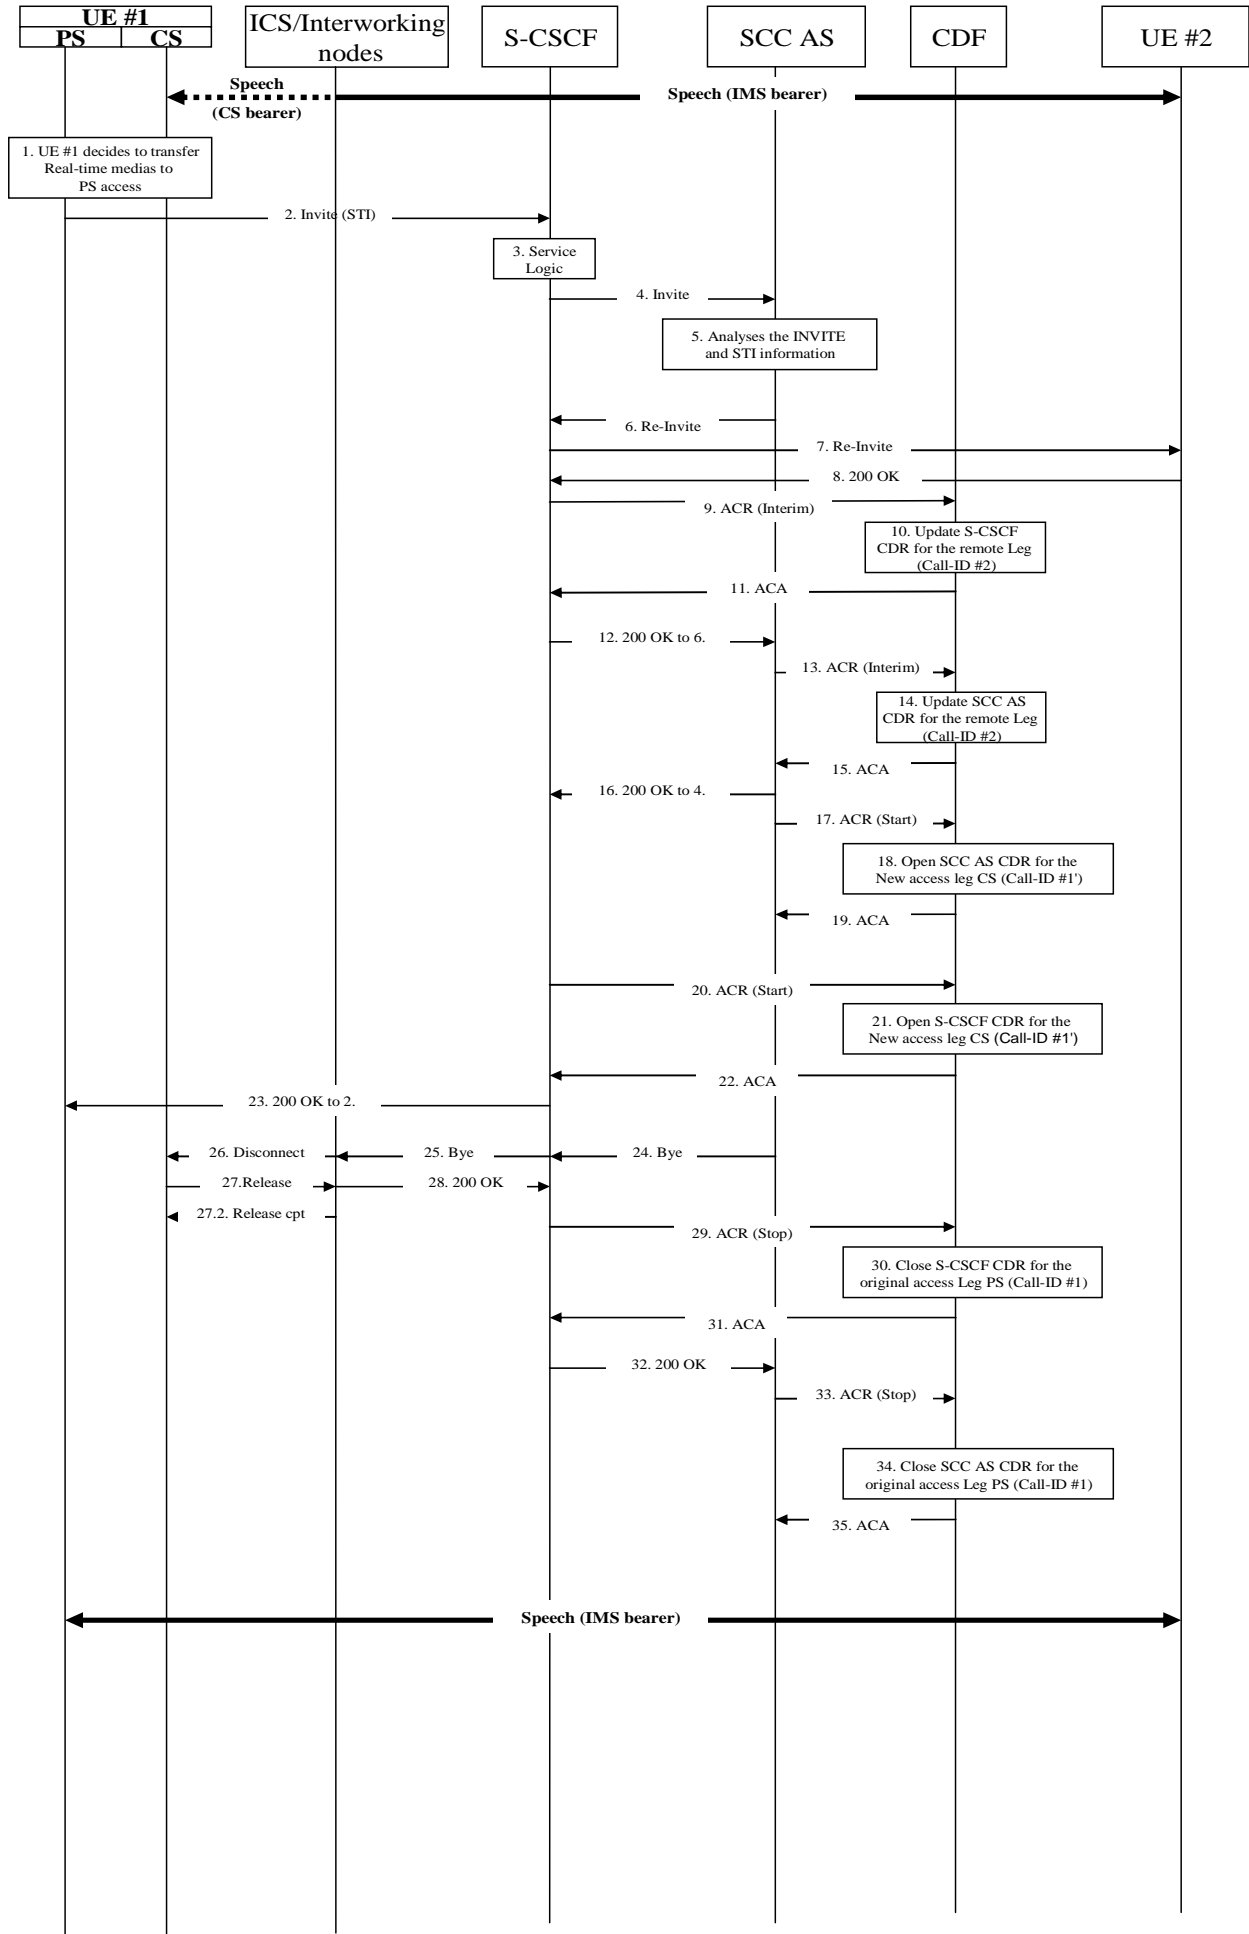 UE #1
PS CS
ICS/Interworking
nodes
S-CSCF
SCC AS
CDF
UE #2
Speech
(CS bearer)
Speech (IMS bearer)
1. UE #1 decides to transfer
Real-time medias to
PS access
2. Invite (STI)
3. Service
Logic
4. Invite
5. Analyses the INVITE
and STI information
6. Re-Invite
7. Re-Invite
8. 200 OK
9. ACR (Interim)
10. Update S-CSCF
CDR for the remote Leg
(Call-ID #2)
11. ACA
12. 200 OK to 6.
13. ACR (Interim)
14. Update SCC AS
CDR for the remote Leg
(Call-ID #2)
15. ACA
16. 200 OK to 4.
17. ACR (Start)
18. Open SCC AS CDR for the
New access leg CS (Call-ID #1')
19. ACA
20. ACR (Start)
21. Open S-CSCF CDR for the
New access leg CS (Call-ID #1')
22. ACA
23. 200 OK to 2.
26. Disconnect
25. Bye
24. Bye
27.Release
28. 200 OK
27.2. Release cpt
29. ACR (Stop)
30. Close S-CSCF CDR for the
original access Leg PS (Call-ID #1)
31. ACA
32. 200 OK
33. ACR (Stop)
34. Close SCC AS CDR for the
original access Leg PS (Call-ID #1)
35. ACA
Speech (IMS bearer)